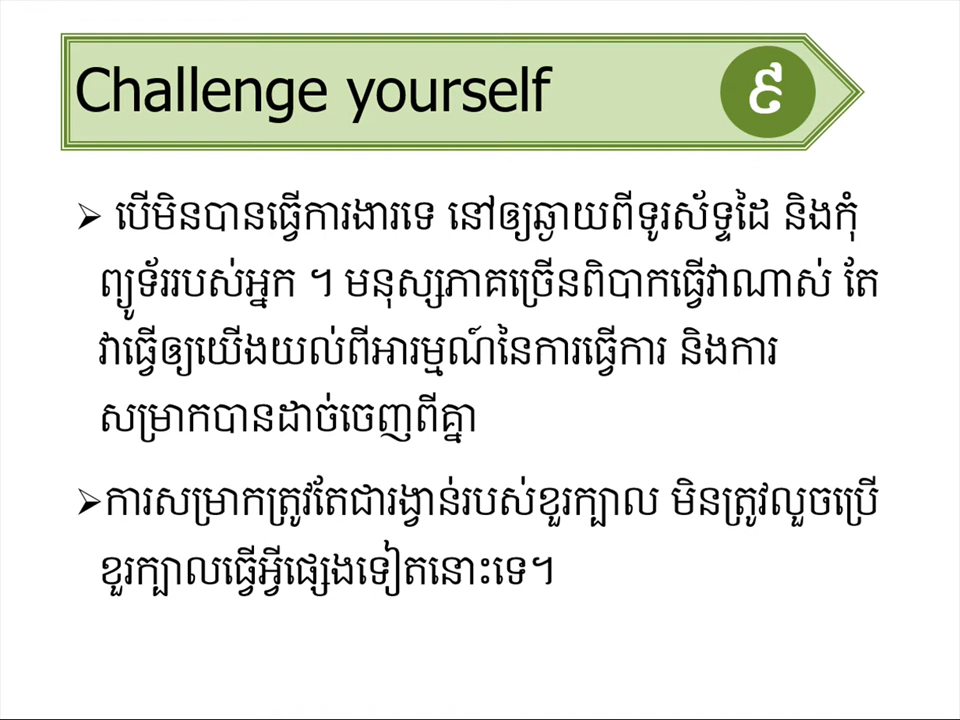 Challenge yourself
៩
➢ បើមិនបានធ្វើការងារទេ នៅឲ្យឆ្ងាយពីទូរស័ទ្ទដៃ និងកុំ
ព្យូទ័ររបស់អ្នក ។ មនុស្សភាគច្រើនពិបាកធ្វើវាណាស់ តែ
វាធ្វើឲ្យយើងយល់ពីអារម្មណ៍នៃការធ្វើការ និងការ
សម្រាកបានដាច់ចេញពីគ្នា
➢ការសម្រាកត្រូវតែជារង្វាន់របស់ខួរក្បាល មិនត្រូវលួចប្រើ
ខួរក្បាលធ្វើអ្វីផ្សេងទៀតនោះទេ។